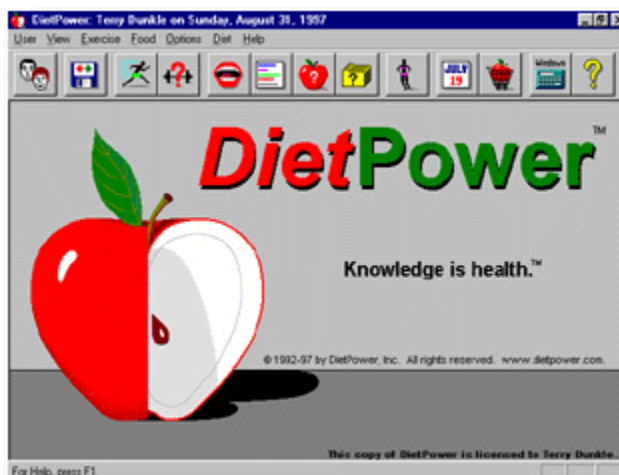 DietPower: Terry Dunkle on Sunday, August 31, 1997
User View Exercise Food Options Diet Help
?
?
JULY
19
Windows
?
DietPower™
Knowledge is health.™
©1992-97 by DietPower, Inc. All rights reserved. www.dietpower.com.
This copy of DietPower is licensed to Terry Dunkle.
For Help, press F1.